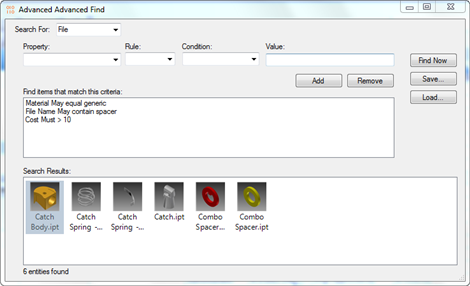 Advanced Advanced Find
Search For: File
Property: Rule: Condition: Value:
Find Now
Add Remove
Save...
Find items that match this criteria:
Load...
Material May equal generic
File Name May contain spacer
Cost Must > 10
Search Results:
Catch Catch Catch Catch.ipt Combo Combo
Body.ipt Spring -... Spring -... Spacer... Spacer.ipt
6 entities found